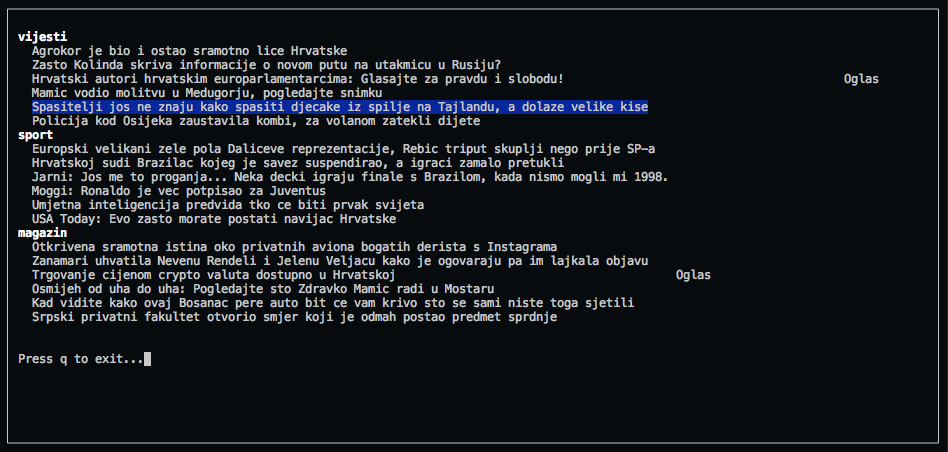 vijesti
Agrokor je bio i ostao sramotno lice Hrvatske
Zasto Kolinda skriva informacije o novom putu na utakmicu u Rusiju?
Hrvatski autori hrvatskim europarlamentarcima: Glasajte za pravdu i slobodu! Oglas
Mamic vodio molitvu u Medugorju, pogledajte snimku
Spasitelji jos ne znaju kako spasiti djecake iz spilje na Tajlandu, a dolaze velike kise
Policija kod Osijeka zaustavila kombi, za volanom zatekli dijete
sport
Europski velikani zele pola Daliceve reprezentacije, Rebic triput skuplji nego prije SP-a
Hrvatskoj sudi Brazilac kojeg je savez suspendirao, a igraci zamalo pretukli
Jarni: Jos me to proganja... Neka decki igraju finale s Brazilom, kada nismo mogli mi 1998.
Moggi: Ronaldo je vec potpisao za Juventus
Umjetna inteligencija predvida tko ce biti prvak svijeta
USA Today: Evo zasto morate postati navijac Hrvatske
magazin
Otkrivena sramotna istina oko privatnih aviona bogatih derista s Instagrama
Zanamari uhvatila Nevenu Rendeli i Jelenu Veljacu kako je ogovaraju pa im lajkala objavu
Trgovanje cijenom crypto valuta dostupno u Hrvatskoj Oglas
Osmijeh od uha do uha: Pogledajte sto Zdravko Mamic radi u Mostaru
Kad vidite kako ovaj Bosanac pere auto bit ce vam krivo sto se sami niste toga sjetili
Srpski privatni fakultet otvorio smjer koji je odmah postao predmet sprdnje
Press q to exit...